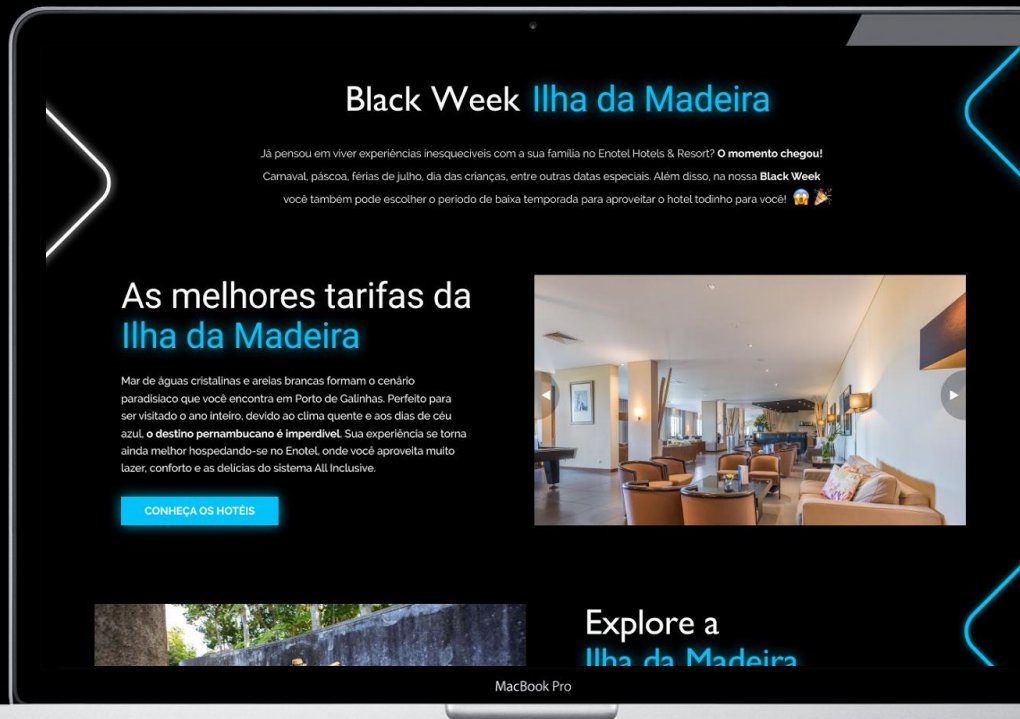 Black Week Ilha da Madeira
Já pensou em viver experiências inesquecíveis com a sua família no Enotel Hotels & Resort? O momento chegou!
Carnaval, páscoa, férias de julho, dia das crianças, entre outras datas especiais. Além disso, na nossa Black Week
você também pode escolher o período de baixa temporada para aproveitar o hotel todinho para você! 😱 🎉
As melhores tarifas da
Ilha da Madeira
Mar de águas cristalinas e areias brancas formam o cenário
paradisíaco que você encontra em Porto de Galinhas. Perfeito para
ser visitado o ano inteiro, devido ao clima quente e aos dias de céu
azul, o destino pernambucano é imperdível. Sua experiência se torna
ainda melhor hospedando-se no Enotel, onde você aproveita muito
lazer, conforto e as delícias do sistema All Inclusive.
CONHEÇA OS HOTÉIS
Explore a
Ilha da Madeira
MacBook Pro